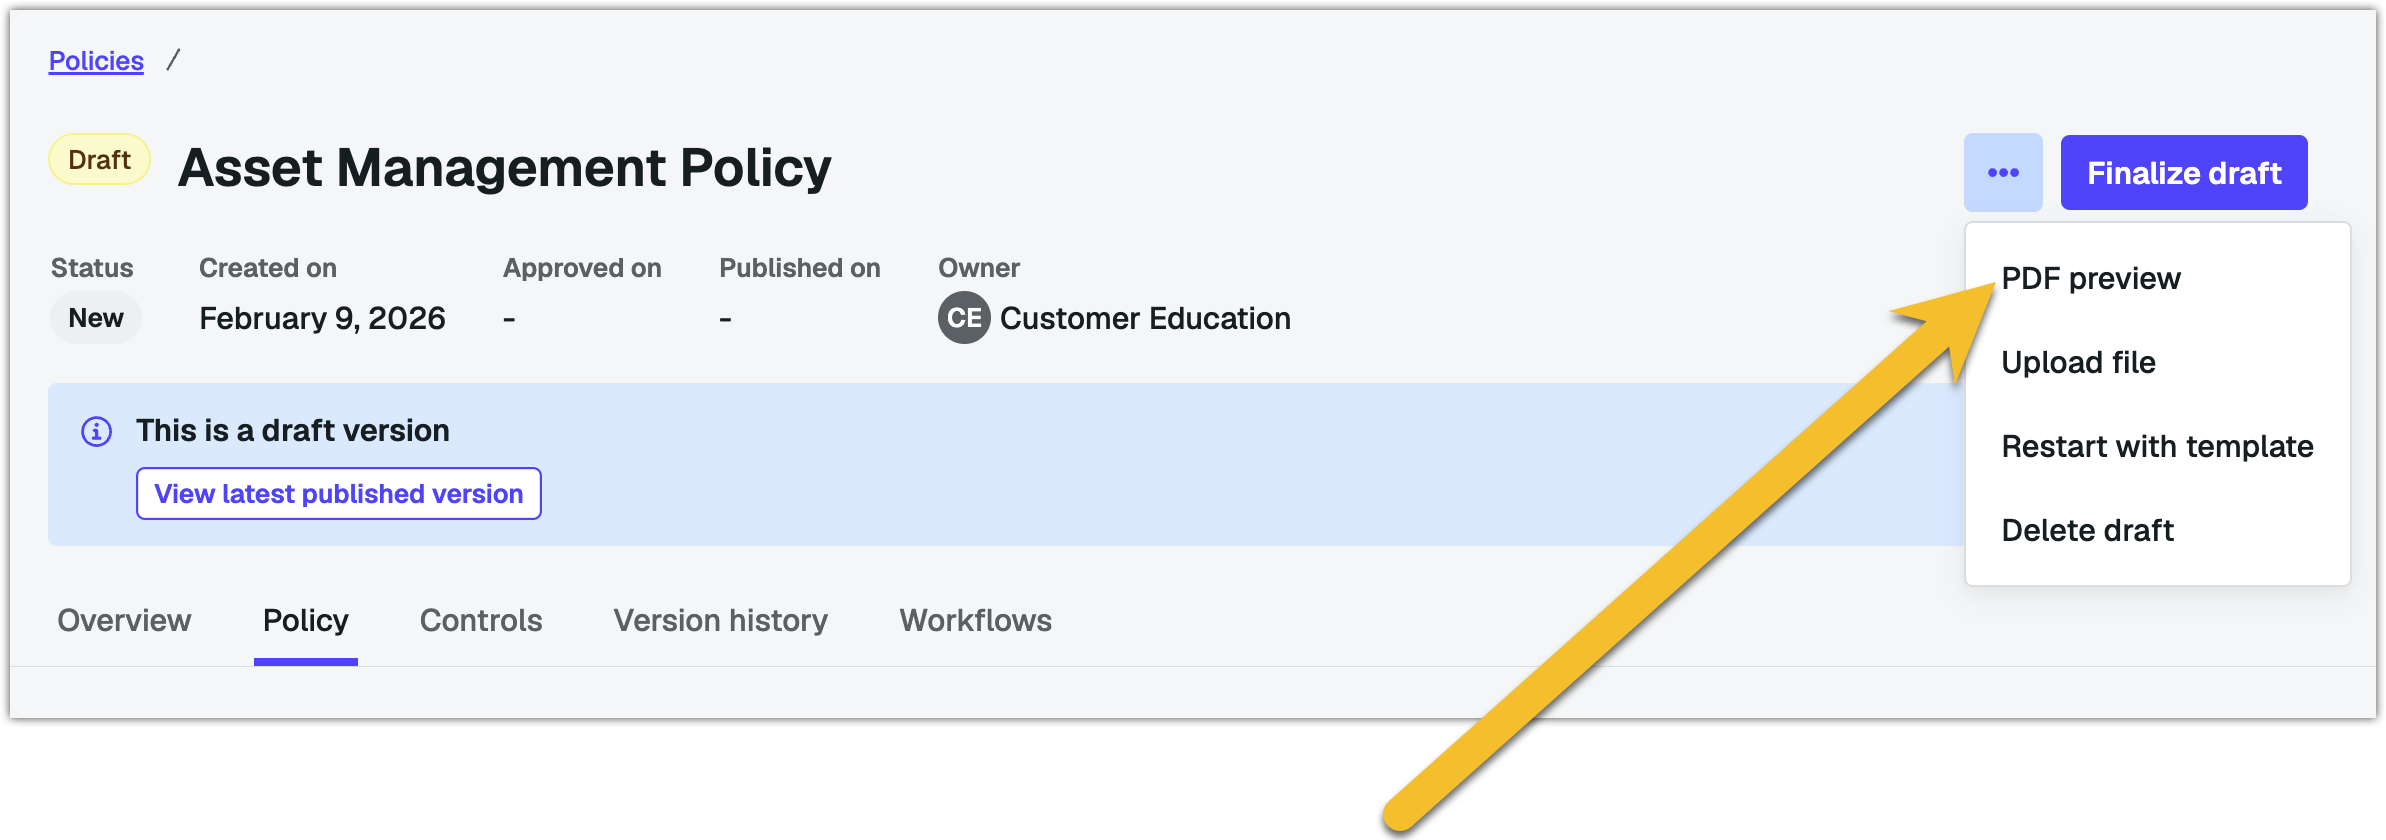 Policies /
Draft Asset Management Policy
••• Finalize draft
Status Created on Approved on Published on Owner
New February 9, 2026 - - CE Customer Education
PDF preview
Upload file
Restart with template
Delete draft
This is a draft version
View latest published version
Overview Policy Controls Version history Workflows